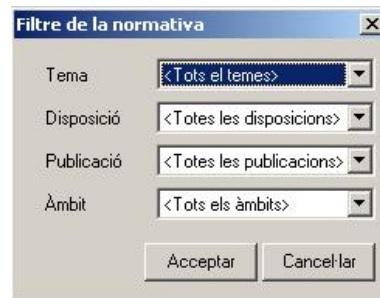 Filtre de la normativa
Tema <Tots el temes>
Disposició <Totes les disposicions>
Publicació <Totes les publicacions>
Àmbit <Tots els àmbits>
Acceptar Cancel·lar